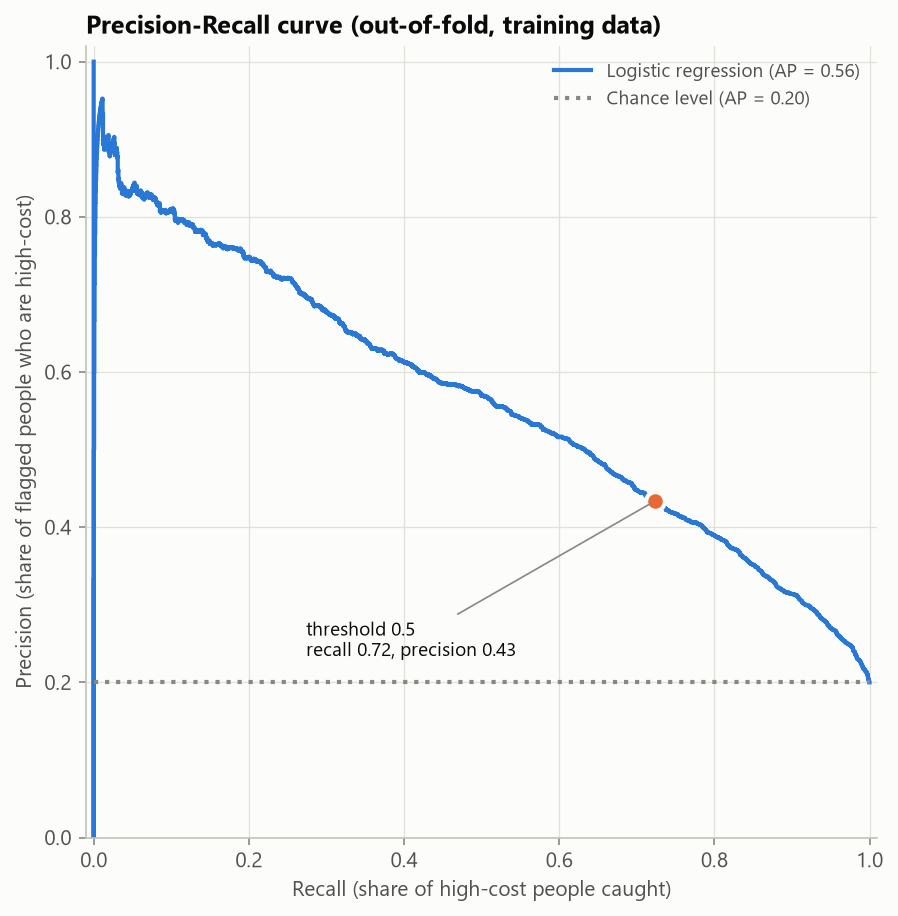 Precision-Recall curve (out-of-fold, training data)
Logistic regression (AP = 0.56)
Chance level (AP = 0.20)
Precision (share of flagged people who are high-cost)
1.0
0.8
0.6
0.4
0.2
0.0
threshold 0.5
recall 0.72, precision 0.43
0.0 0.2 0.4 0.6 0.8 1.0
Recall (share of high-cost people caught)